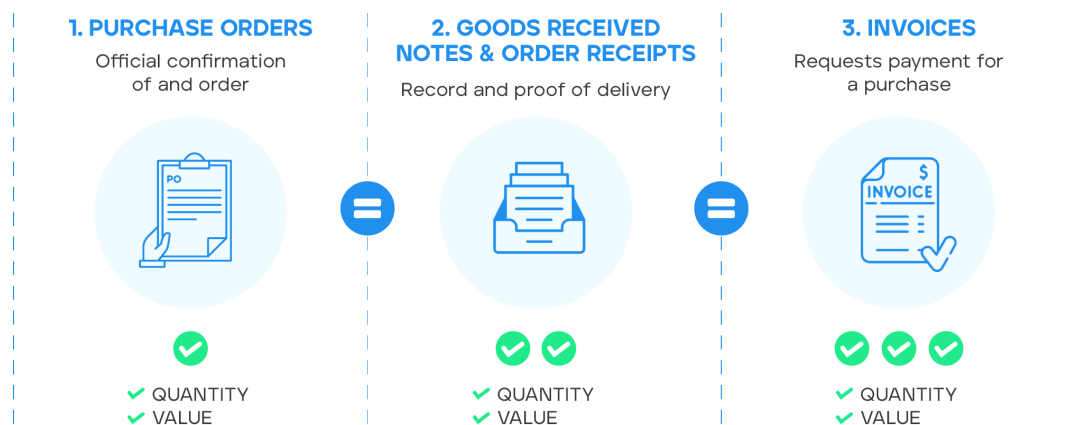 1. PURCHASE ORDERS
Official confirmation
of and order
PO
QUANTITY
VALUE
2. GOODS RECEIVED
NOTES & ORDER RECEIPTS
Record and proof of delivery
QUANTITY
VALUE
3. INVOICES
Requests payment for
a purchase
$
INVOICE
QUANTITY
VALUE